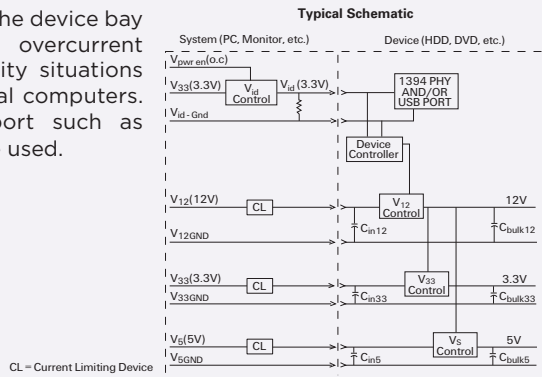 he device bay
overcurrent
ity situations
al computers.
ort such as
used.
Typical Schematic
System (PC, Monitor, etc.)
Device (HDD, DVD, etc.)
Vpwr en(o.c)
V33(3.3V)
Vid
Control
Vid (3.3V)
Vid - Gnd
1394 PHY
AND/OR
USB PORT
Device
Controller
V12(12V)
CL
V12
Control
12V
Cin12
Cbulk12
V12GND
V33(3.3V)
CL
V33
Control
3.3V
Cin33
Cbulk33
V33GND
V5(5V)
CL
VS
Control
5V
Cin5
Cbulk5
V5GND
CL = Current Limiting Device